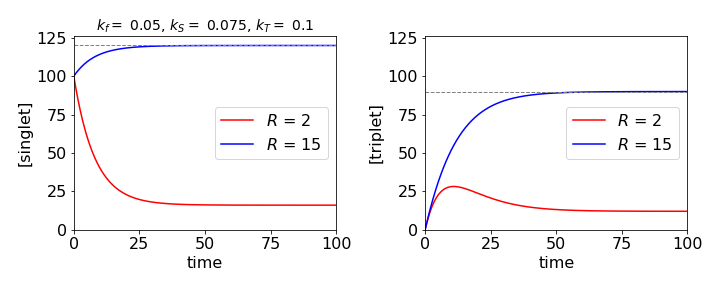 k_f = 0.05, k_S = 0.075, k_T = 0.1
[singlet]
125
100
75
50
25
0
R = 2
R = 15
0 25 50 75 100
time
[triplet]
125
100
75
50
25
0
R = 2
R = 15
0 25 50 75 100
time